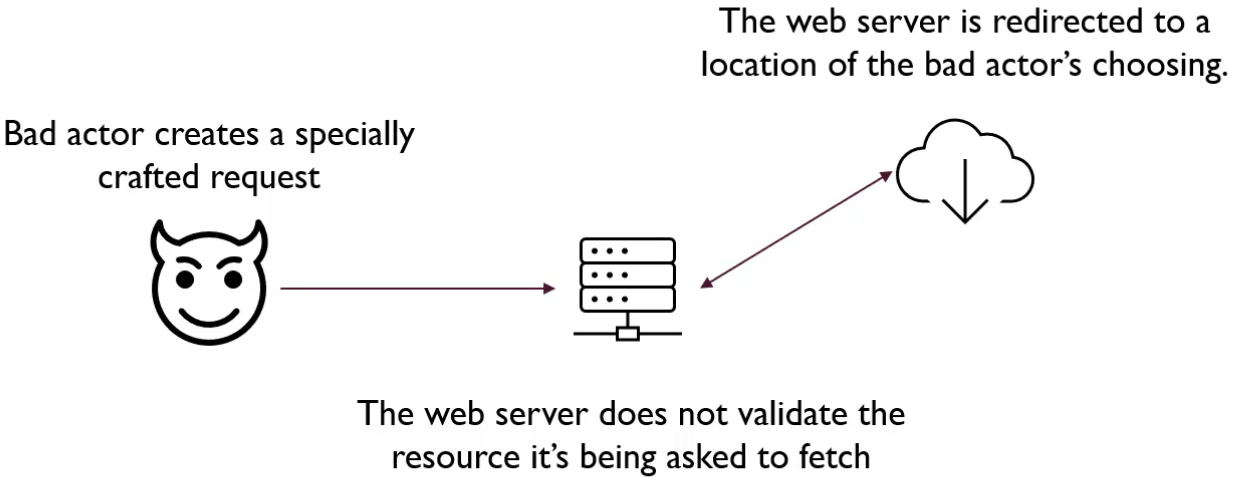 The web server is redirected to a
location of the bad actor's choosing.
Bad actor creates a specially
crafted request
The web server does not validate the
resource it's being asked to fetch